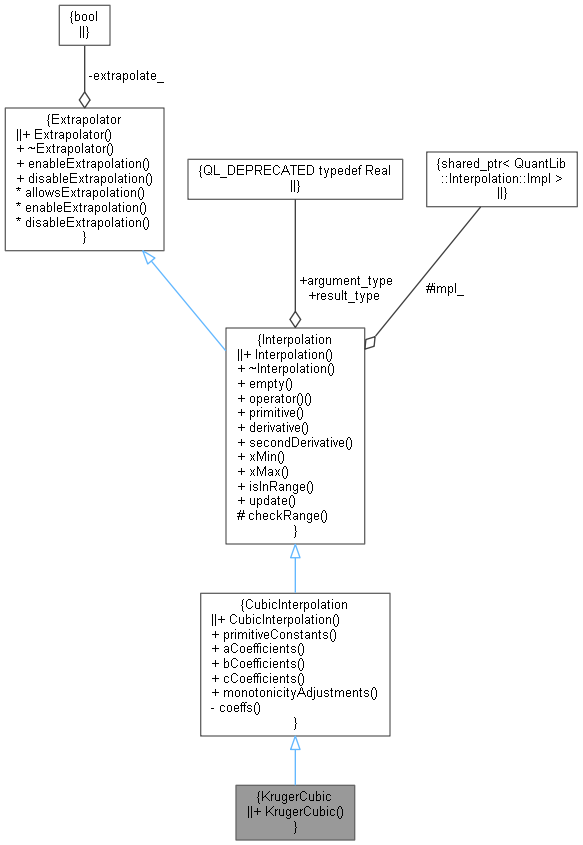 {bool
||}
-extrapolate_
{Extrapolator
||+ Extrapolator()
+ ~Extrapolator()
+ enableExtrapolation()
+ disableExtrapolation()
* allowsExtrapolation()
* enableExtrapolation()
* disableExtrapolation()
}
{QL_DEPRECATED typedef Real
||}
{shared_ptr< QuantLib
::Interpolation::Impl >
||}
+argument_type
+result_type
#impl_
{Interpolation
||+ Interpolation()
+ ~Interpolation()
+ empty()
+ operator()()
+ primitive()
+ derivative()
+ secondDerivative()
+ xMin()
+ xMax()
+ isInRange()
+ update()
# checkRange()
}
{CubicInterpolation
||+ CubicInterpolation()
+ primitiveConstants()
+ aCoefficients()
+ bCoefficients()
+ cCoefficients()
+ monotonicityAdjustments()
- coeffs()
}
{KrugerCubic
||+ KrugerCubic()
}